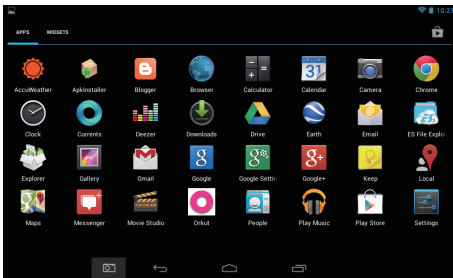 10:21
APPS WIDGETS
AccuWeather ApkInstaller Blogger Browser Calculator Calendar Camera Chrome
31
Clock Currents Deezer Downloads Drive Earth Email ES File Explo
Explorer Gallery Gmail Google Google Settin Google+ Keep Local
Maps Messenger Movie Studio Orkut People Play Music Play Store Settings